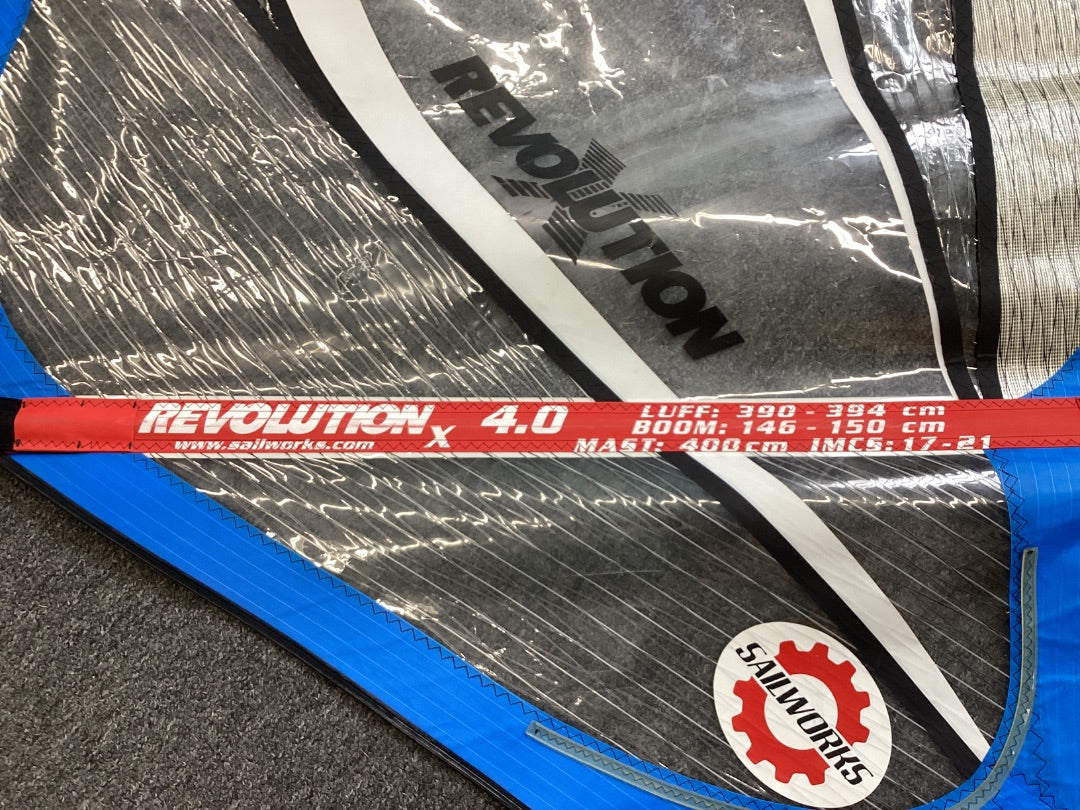 REVOLUTION
REVOLUTION X 4.0
www.sailworks.com
LUFF: 390 - 394 cm
BOOM: 146 - 150 cm
MAST: 400cm IMCS: 17-21
SAILWORKS